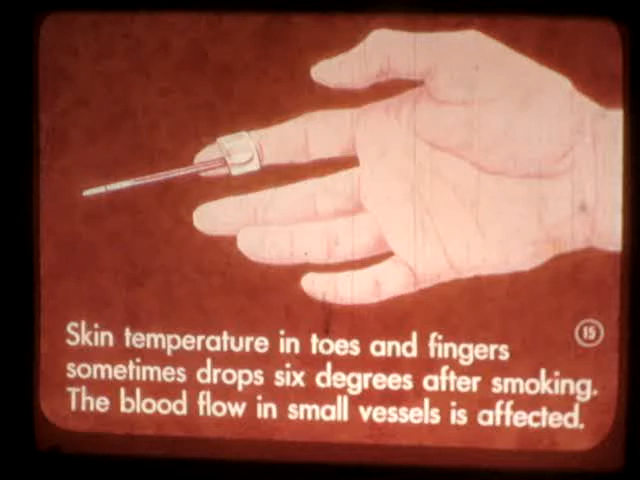 15
Skin temperature in toes and fingers
sometimes drops six degrees after smoking.
The blood flow in small vessels is affected.